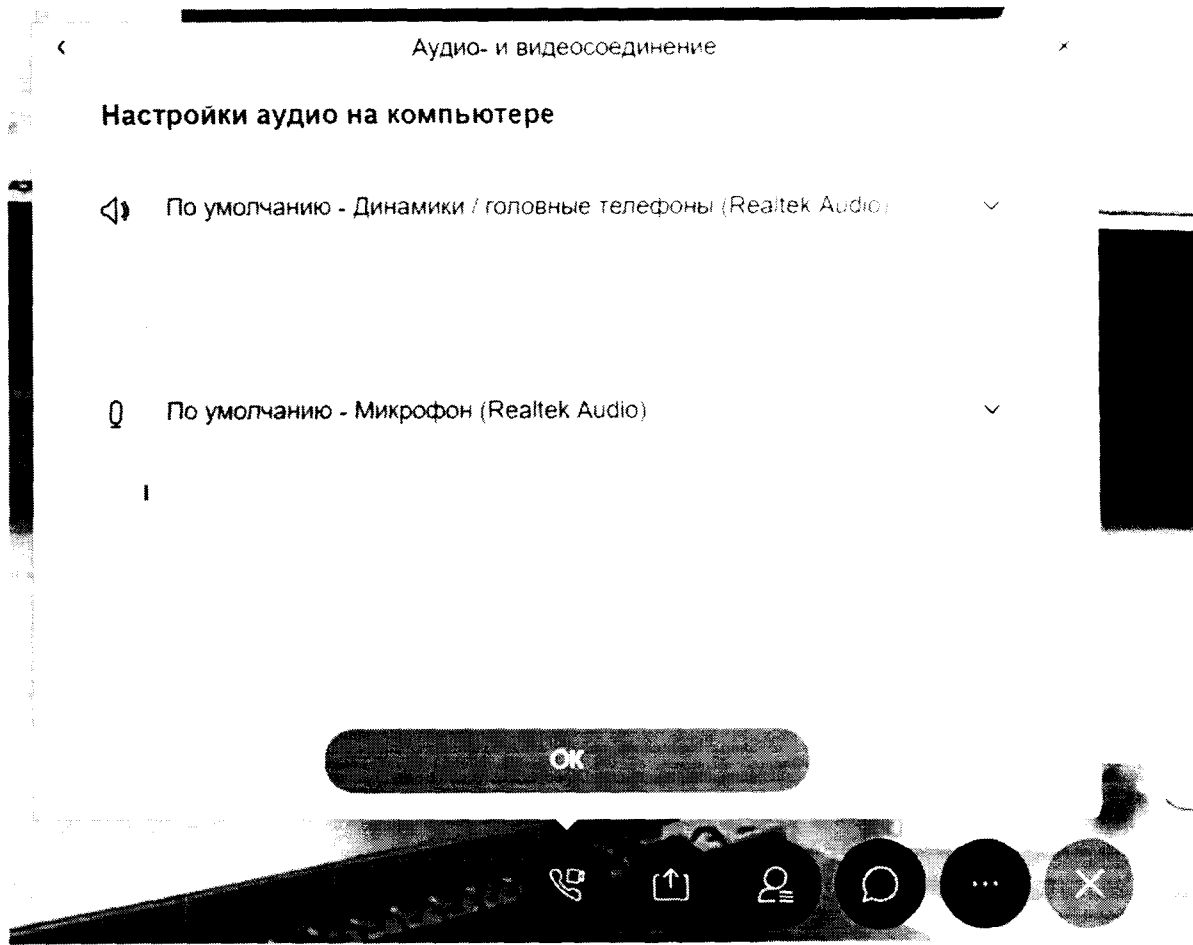 Аудио- и видеосоединение
Настройки аудио на компьютере
По умолчанию - Динамики / головные телефоны (Realtek Audio)
По умолчанию - Микрофон (Realtek Audio)
OK